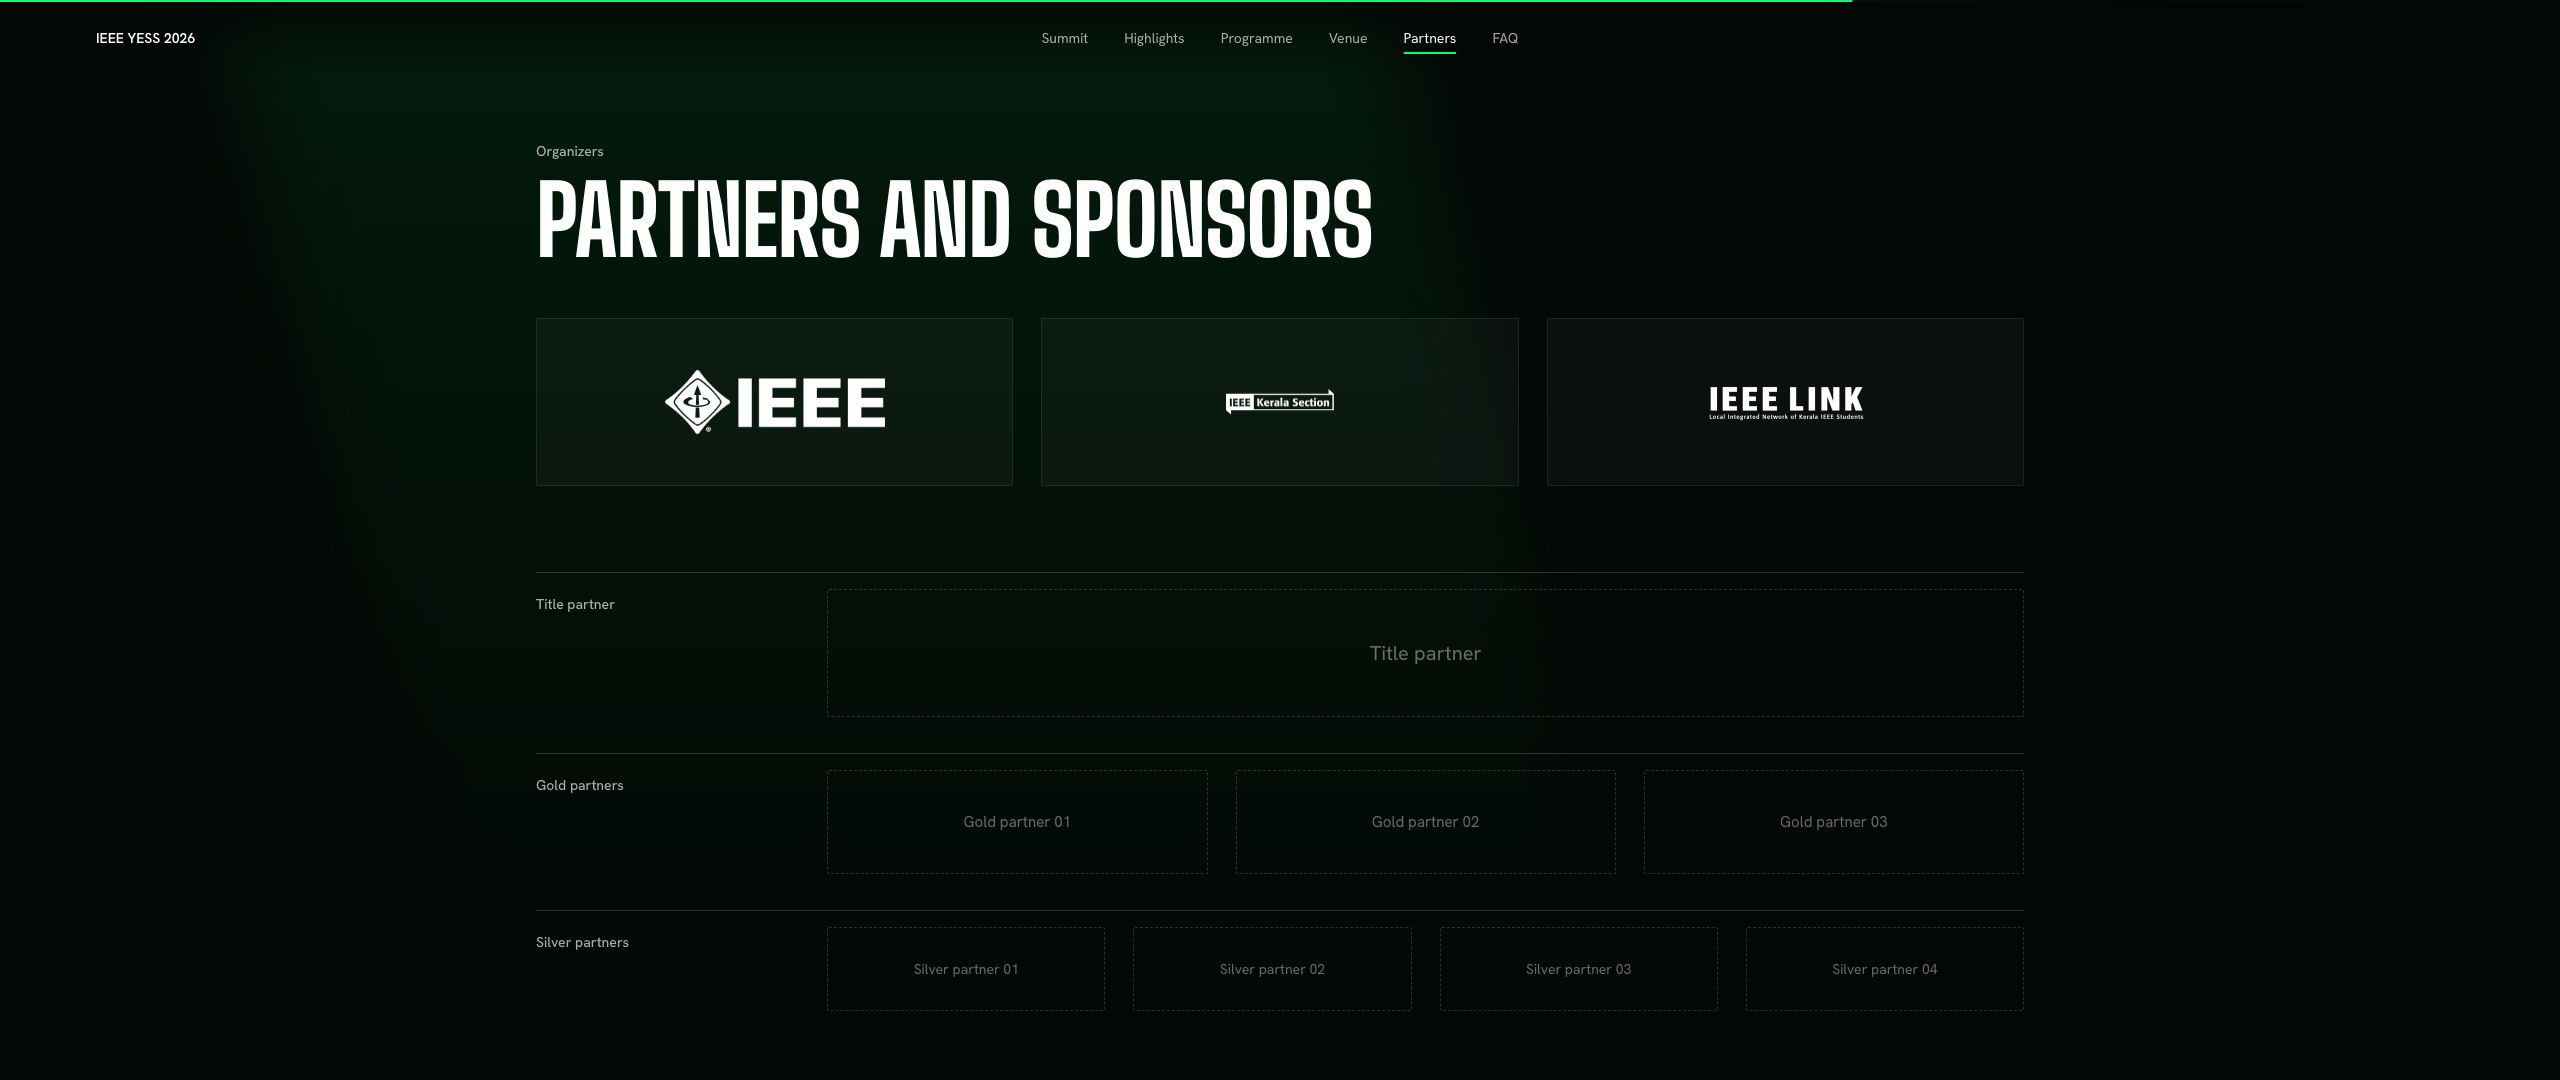 IEEE YESS 2026
Summit Highlights Programme Venue Partners FAQ
Organizers
PARTNERS AND SPONSORS
IEEE
IEEE Kerala Section
IEEE LINK
Local Integrated Network of Kerala IEEE Students
Title partner
Title partner
Gold partners
Gold partner 01
Gold partner 02
Gold partner 03
Silver partners
Silver partner 01
Silver partner 02
Silver partner 03
Silver partner 04